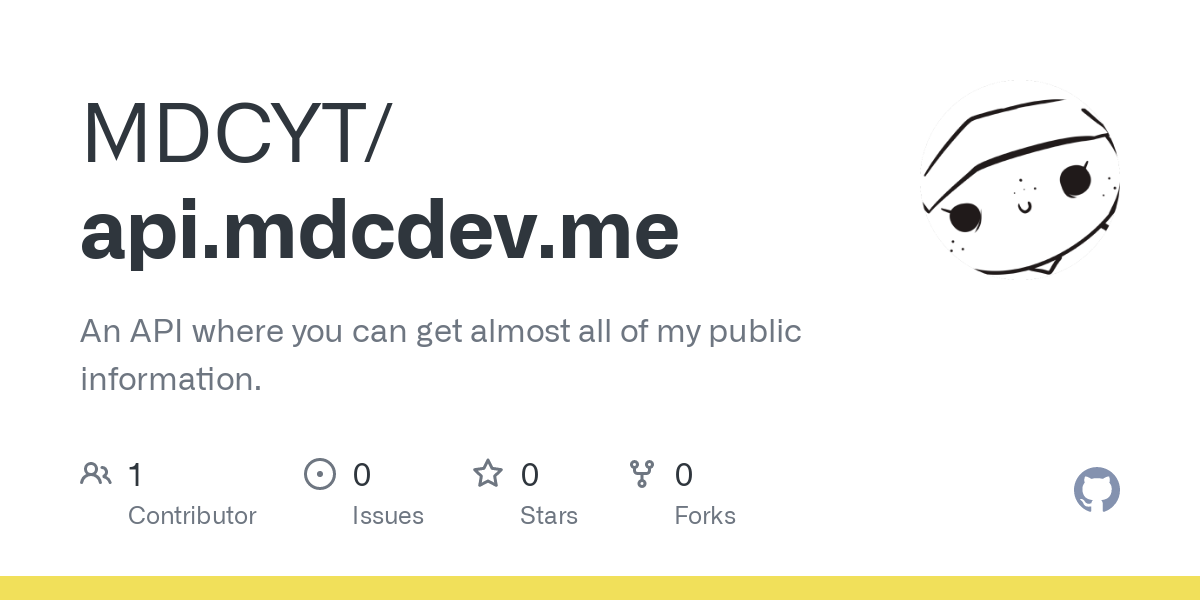 MDCYT/
api.mdcdev.me
An API where you can get almost all of my public
information.
1 0 0 0
Contributor Issues Stars Forks